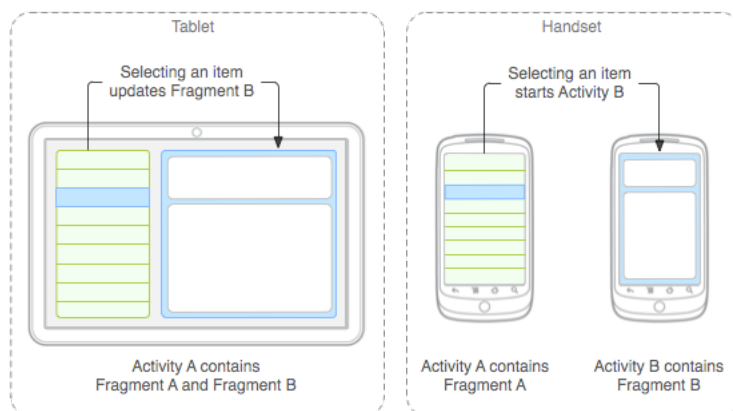 Tablet
Selecting an item
updates Fragment B
Activity A contains
Fragment A and Fragment B
Handset
Selecting an item
starts Activity B
Activity A contains
Fragment A
Activity B contains
Fragment B